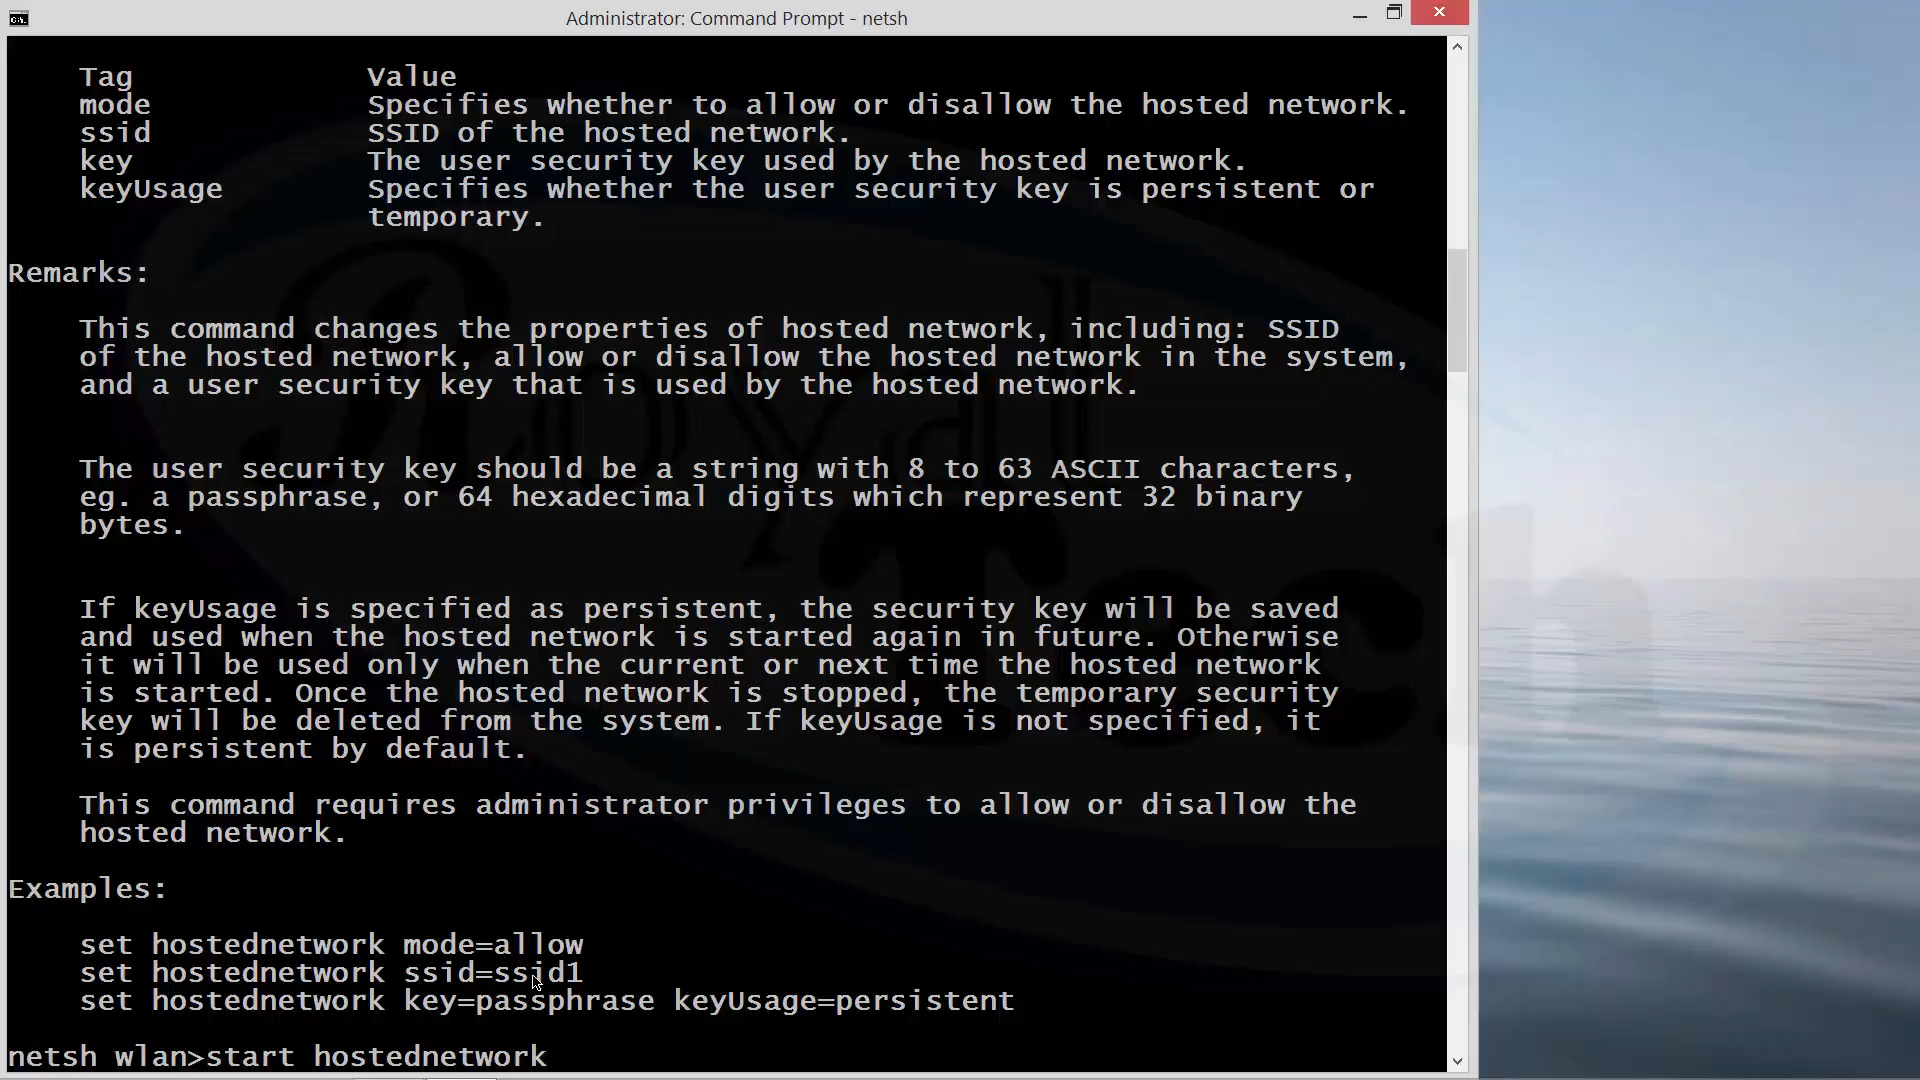 Administrator: Command Prompt - netsh
Tag Value
mode Specifies whether to allow or disallow the hosted network.
ssid SSID of the hosted network.
key The user security key used by the hosted network.
keyUsage Specifies whether the user security key is persistent or
temporary.
Remarks:
This command changes the properties of hosted network, including: SSID
of the hosted network, allow or disallow the hosted network in the system,
and a user security key that is used by the hosted network.
The user security key should be a string with 8 to 63 ASCII characters,
eg. a passphrase, or 64 hexadecimal digits which represent 32 binary
bytes.
If keyUsage is specified as persistent, the security key will be saved
and used when the hosted network is started again in future. Otherwise
it will be used only when the current or next time the hosted network
is started. Once the hosted network is stopped, the temporary security
key will be deleted from the system. If keyUsage is not specified, it
is persistent by default.
This command requires administrator privileges to allow or disallow the
hosted network.
Examples:
set hostednetwork mode=allow
set hostednetwork ssid=ssid1
set hostednetwork key=passphrase keyUsage=persistent
netsh wlan>start hostednetwork
Royal
Tech